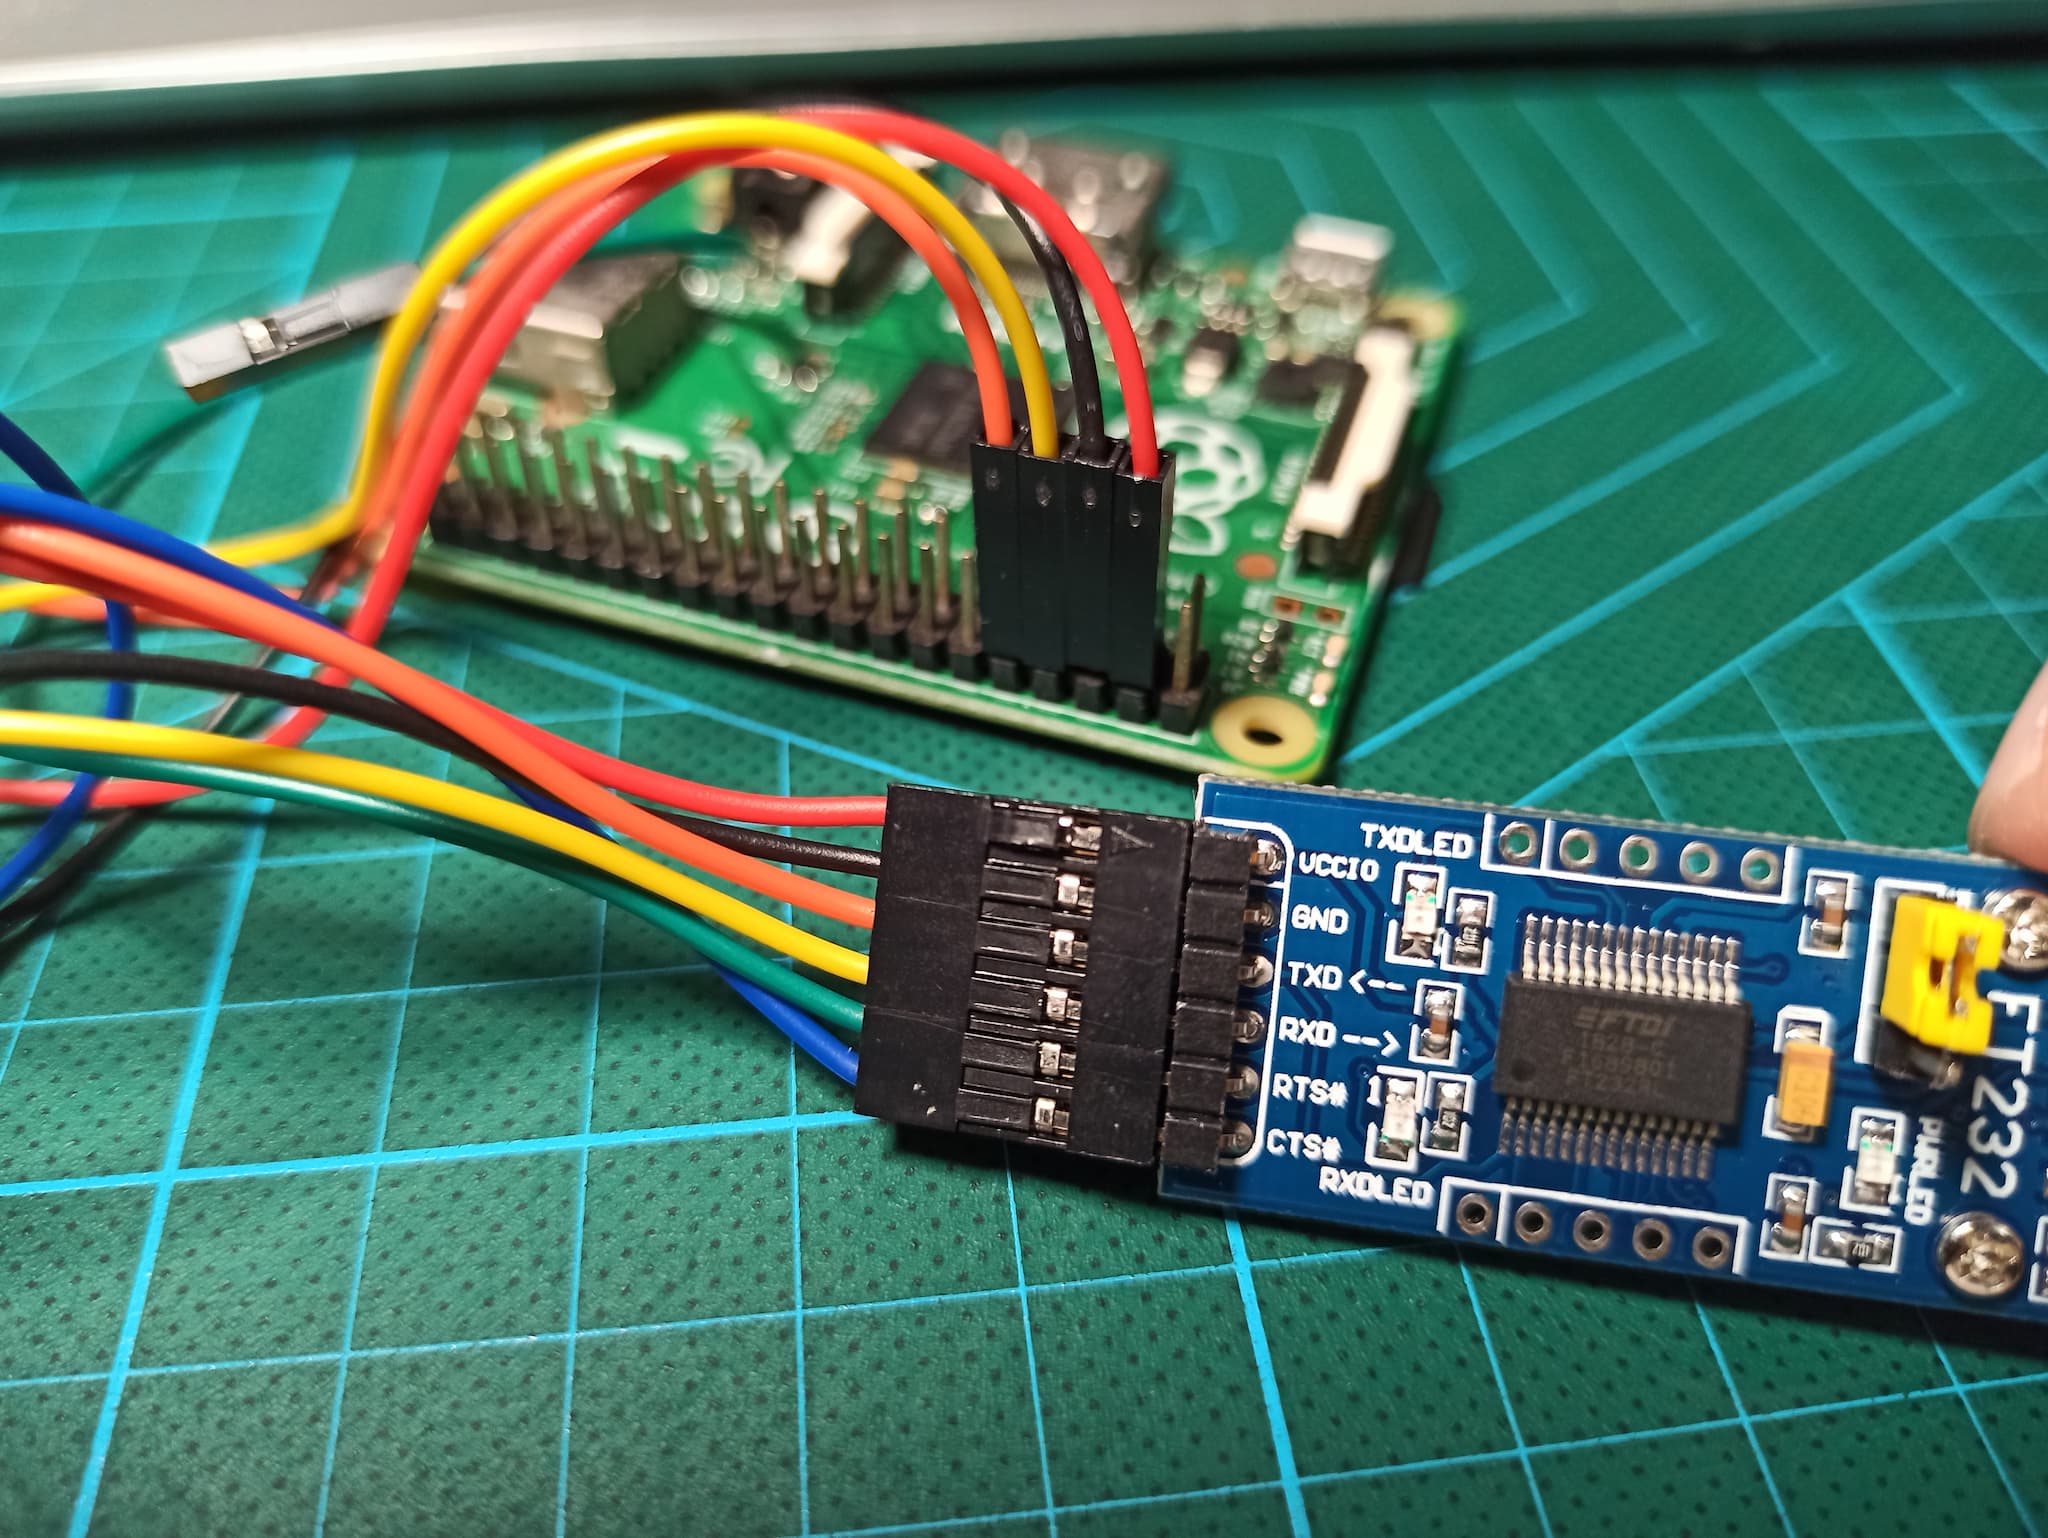 TXDLED
VCCIO
GND
TXD <--
RXD -->
RTS#
CTS#
RXDLED
FTDI
PWRLED
FT232